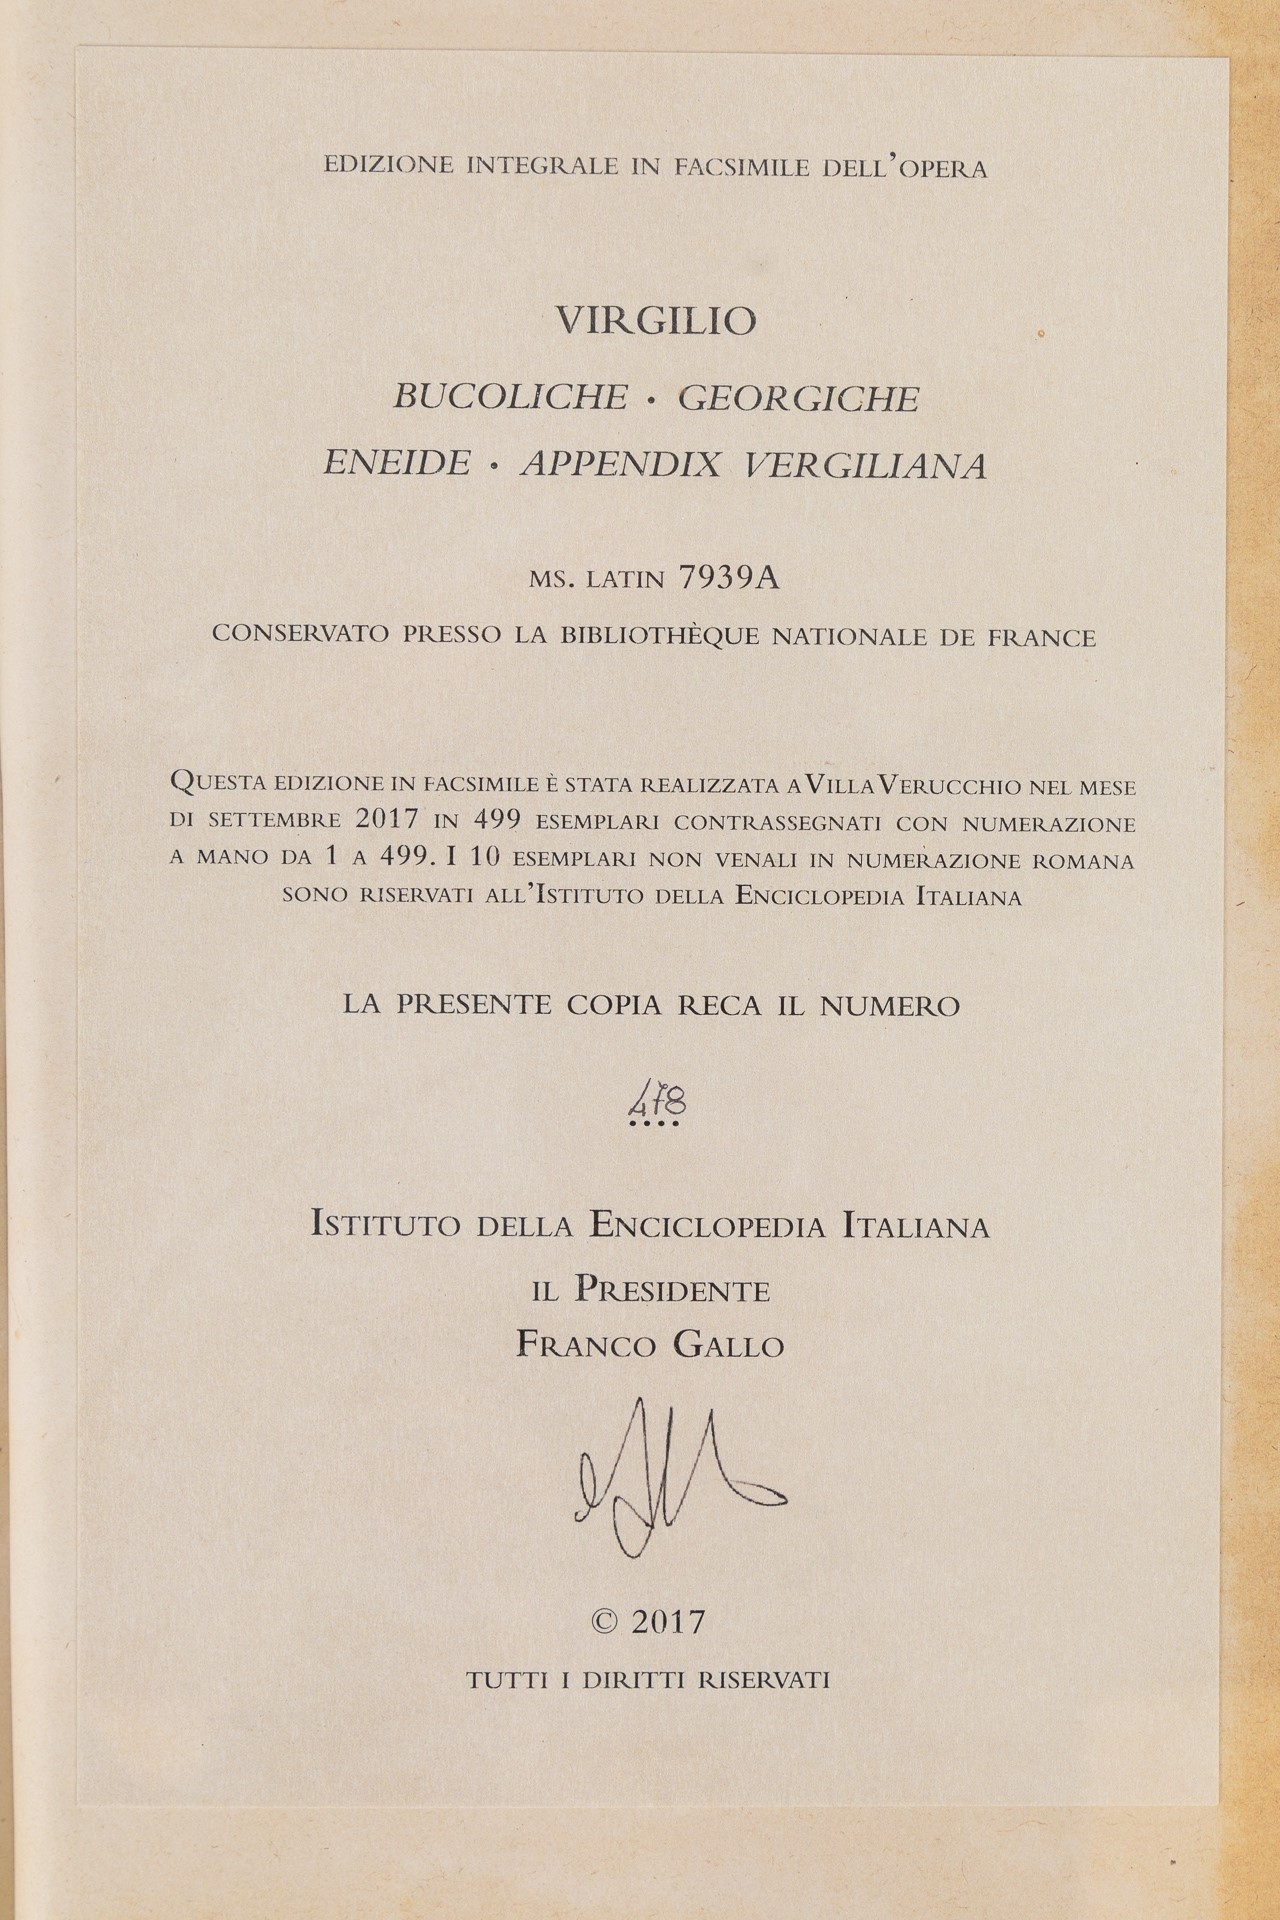 EDIZIONE INTEGRALE IN FACSIMILE DELL'OPERA
VIRGILIO
BUCOLICHE • GEORGICHE
ENEIDE • APPENDIX VERGILIANA
MS. LATIN 7939A
CONSERVATO PRESSO LA BIBLIOTHÈQUE NATIONALE DE FRANCE
QUESTA EDIZIONE IN FACSIMILE È STATA REALIZZATA A VILLA VERUCCHIO NEL MESE
DI SETTEMBRE 2017 IN 499 ESEMPLARI CONTRASSEGNATI CON NUMERAZIONE
A MANO DA 1 A 499. I 10 ESEMPLARI NON VENALI IN NUMERAZIONE ROMANA
SONO RISERVATI ALL'ISTITUTO DELLA ENCICLOPEDIA ITALIANA
LA PRESENTE COPIA RECA IL NUMERO
478
ISTITUTO DELLA ENCICLOPEDIA ITALIANA
IL PRESIDENTE
FRANCO GALLO
© 2017
TUTTI I DIRITTI RISERVATI